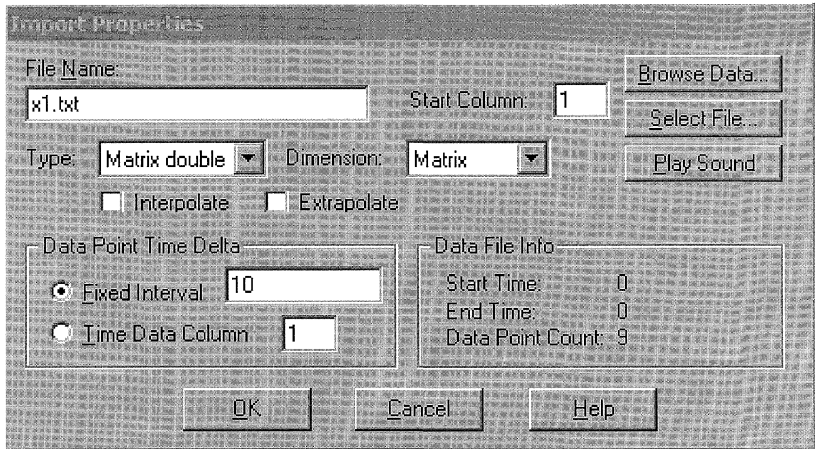 Import Properties
File Name:
x1.txt
Start Column: 1
Browse Data...
Select File...
Play Sound
Type: Matrix double Dimension: Matrix
Interpolate Extrapolate
Data Point Time Delta
Fixed Interval 10
Time Data Column 1
Data File Info
Start Time: 0
End Time: 0
Data Point Count: 9
OK Cancel Help